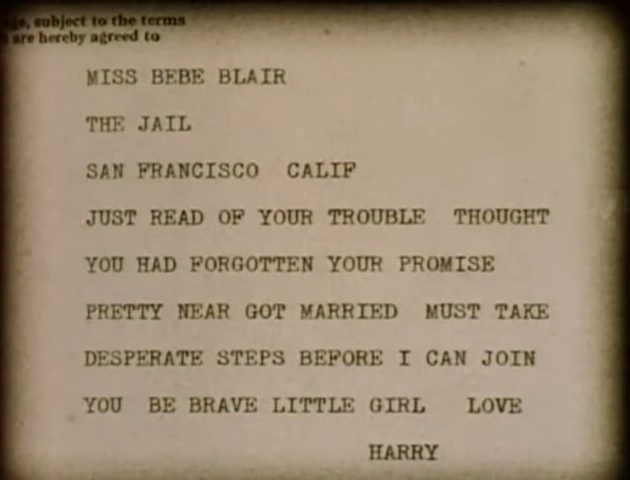 subject to the terms
are hereby agreed to
MISS BEBE BLAIR
THE JAIL
SAN FRANCISCO CALIF
JUST READ OF YOUR TROUBLE THOUGHT
YOU HAD FORGOTTEN YOUR PROMISE
PRETTY NEAR GOT MARRIED MUST TAKE
DESPERATE STEPS BEFORE I CAN JOIN
YOU BE BRAVE LITTLE GIRL LOVE
HARRY